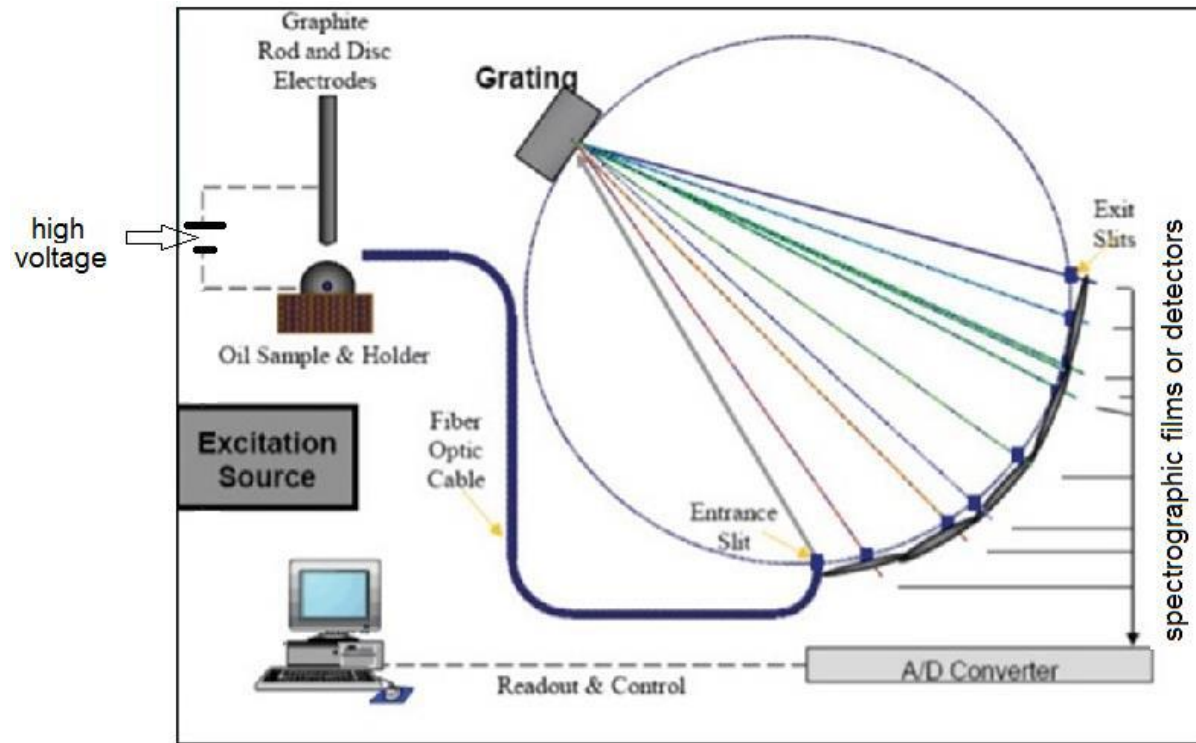 Graphite
Rod and Disc
Electrodes
Grating
high
voltage
Exit
Slits
Oil Sample & Holder
Excitation
Source
Fiber
Optic
Cable
Entrance
Slit
spectrographic films or detectors
A/D Converter
Readout & Control